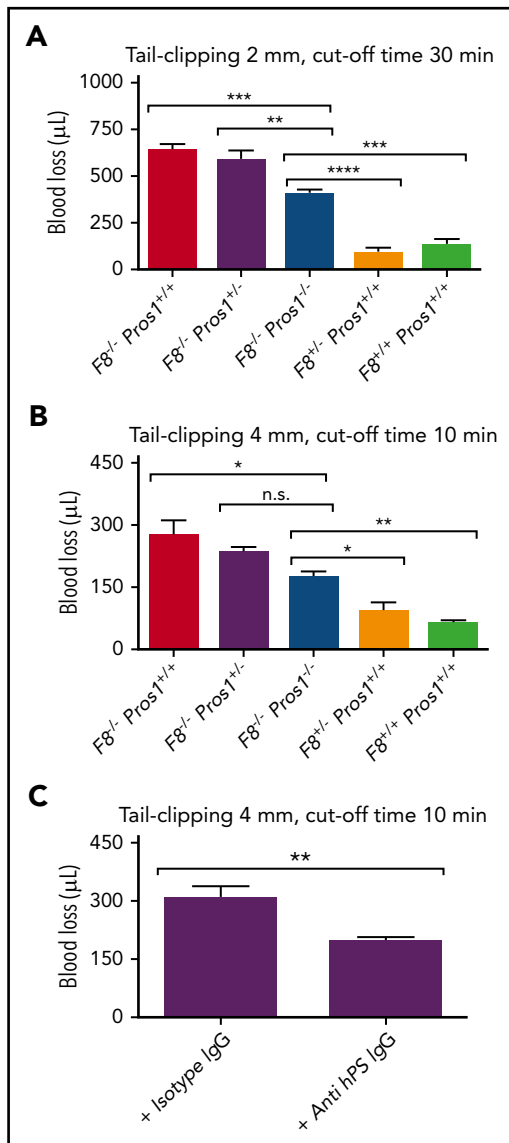 A
Tail-clipping 2 mm, cut-off time 30 min
Blood loss (µL)
1000
750
500
250
0
***
**
***
****
F8-/- Pros1+/+
F8-/- Pros1+/-
F8-/- Pros1-/-
F8+/- Pros1+/+
F8+/+ Pros1+/+
B
Tail-clipping 4 mm, cut-off time 10 min
Blood loss (µL)
450
300
150
0
*
n.s.
**
*
F8-/- Pros1+/+
F8-/- Pros1+/-
F8-/- Pros1-/-
F8+/- Pros1+/+
F8+/+ Pros1+/+
C
Tail-clipping 4 mm, cut-off time 10 min
Blood loss (µL)
450
300
150
0
**
+ Isotype IgG
+ Anti hPS IgG